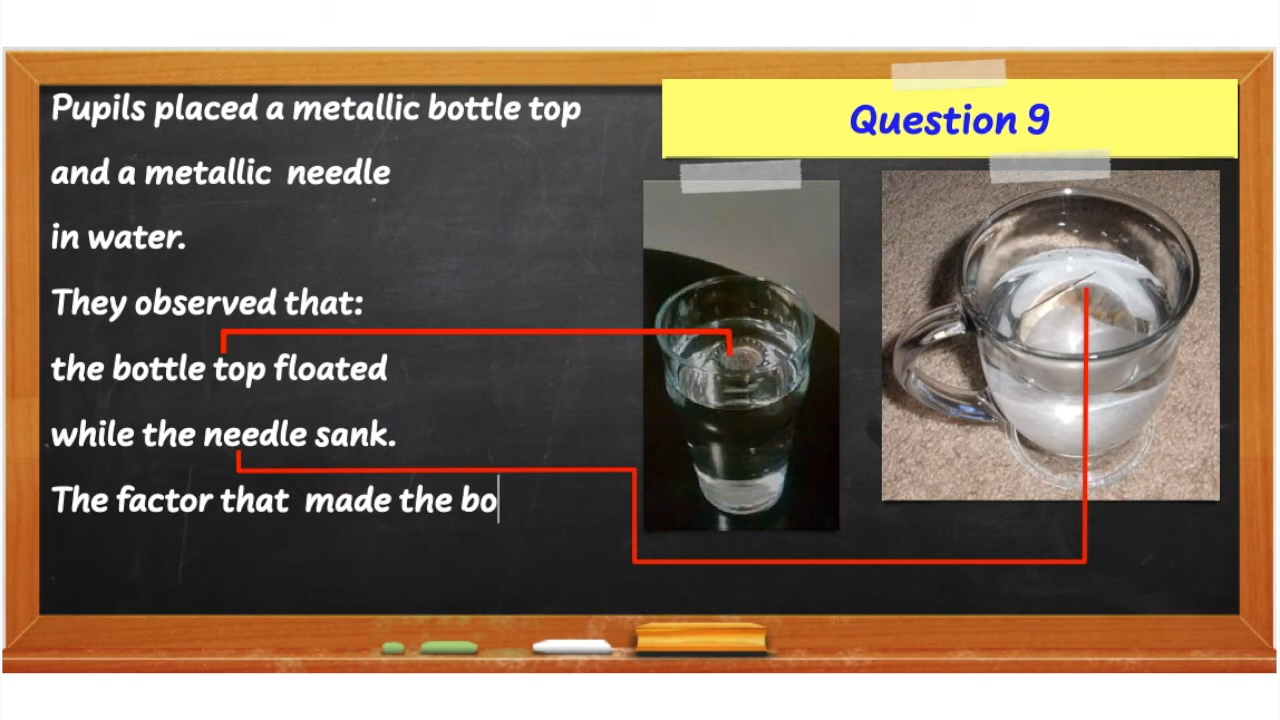 Question 9
Pupils placed a metallic bottle top
and a metallic needle
in water.
They observed that:
the bottle top floated
while the needle sank.
The factor that made the bo